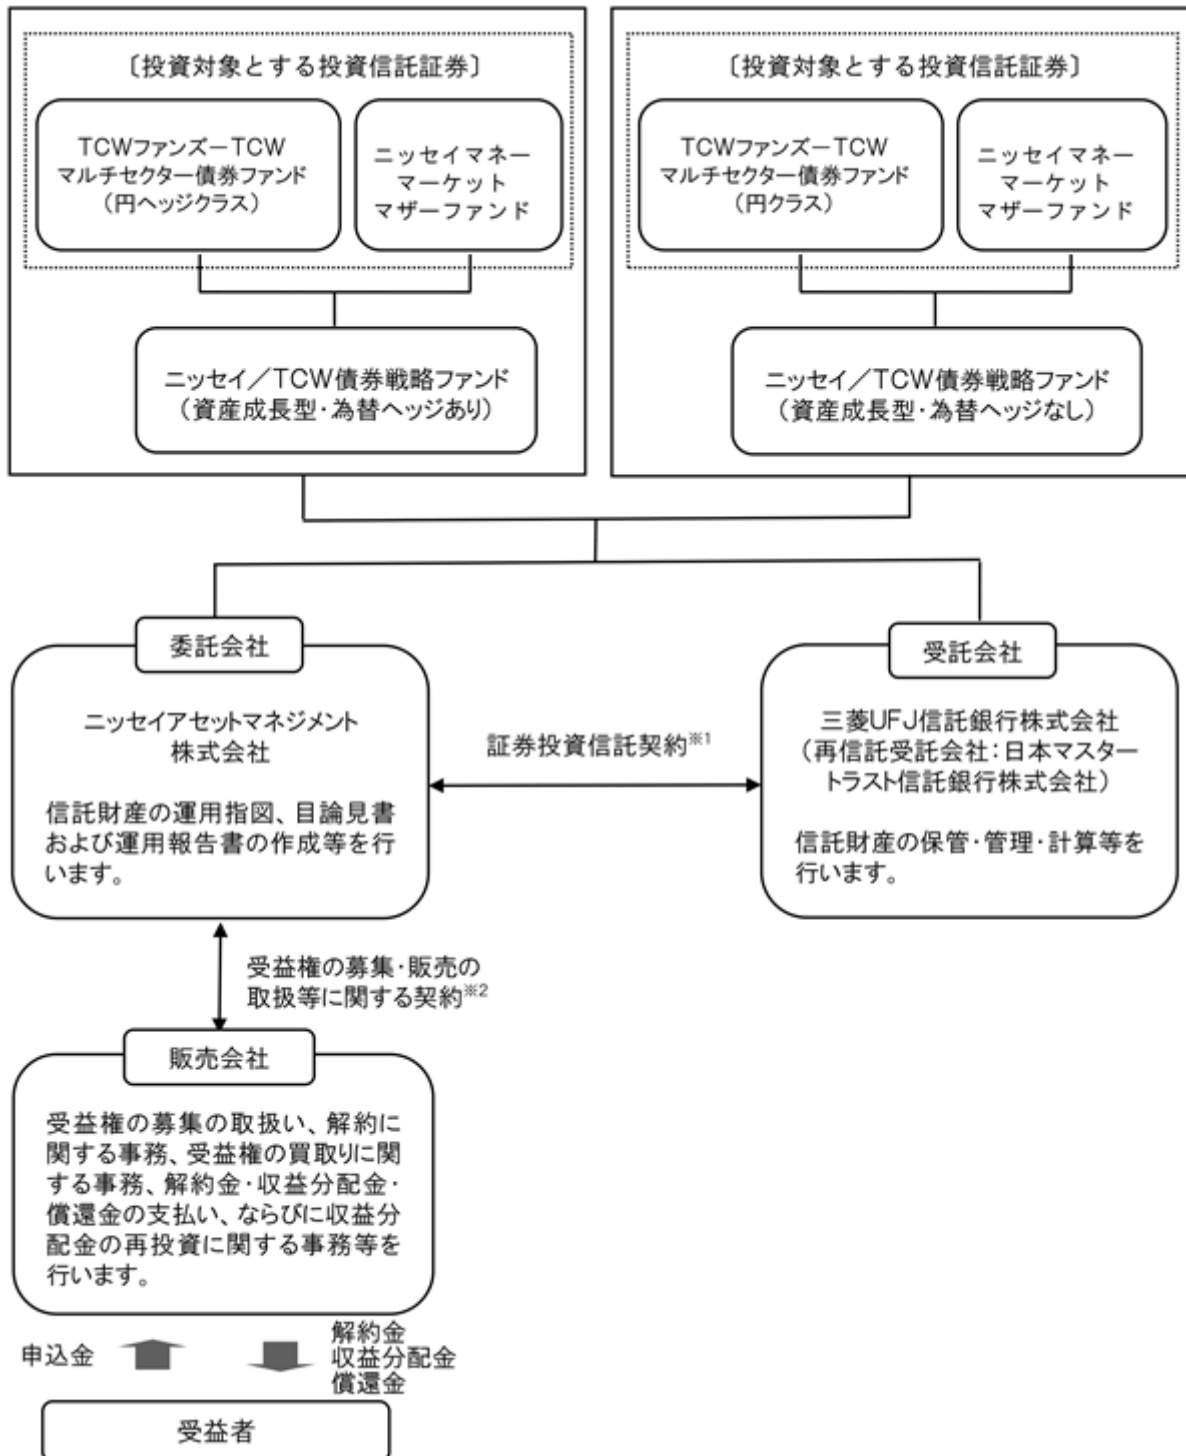 〔投資対象とする投資信託証券〕
TCWファンズーTCW
マルチセクター債券ファンド
（円ヘッジクラス）
ニッセイマネー
マーケット
マザーファンド
ニッセイ／TCW債券戦略ファンド
（資産成長型・為替ヘッジあり）
〔投資対象とする投資信託証券〕
TCWファンズーTCW
マルチセクター債券ファンド
（円クラス）
ニッセイマネー
マーケット
マザーファンド
ニッセイ／TCW債券戦略ファンド
（資産成長型・為替ヘッジなし）
委託会社
ニッセイアセットマネジメント
株式会社
信託財産の運用指図、目論見書
および運用報告書の作成等を行
います。
証券投資信託契約※1
受託会社
三菱UFJ信託銀行株式会社
（再信託受託会社：日本マスター
トラスト信託銀行株式会社）
信託財産の保管・管理・計算等を
行います。
受益権の募集・販売の
取扱等に関する契約※2
販売会社
受益権の募集の取扱い、解約に
関する事務、受益権の買取りに関
する事務、解約金・収益分配金・
償還金の支払い、ならびに収益分
配金の再投資に関する事務等を
行います。
申込金
解約金
収益分配金
償還金
受益者